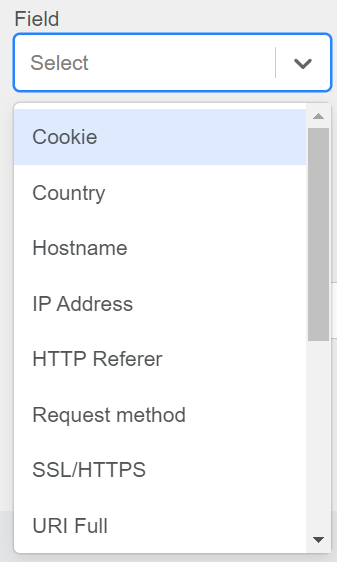 Field
Select
Cookie
Country
Hostname
IP Address
HTTP Referer
Request method
SSL/HTTPS
URI Full